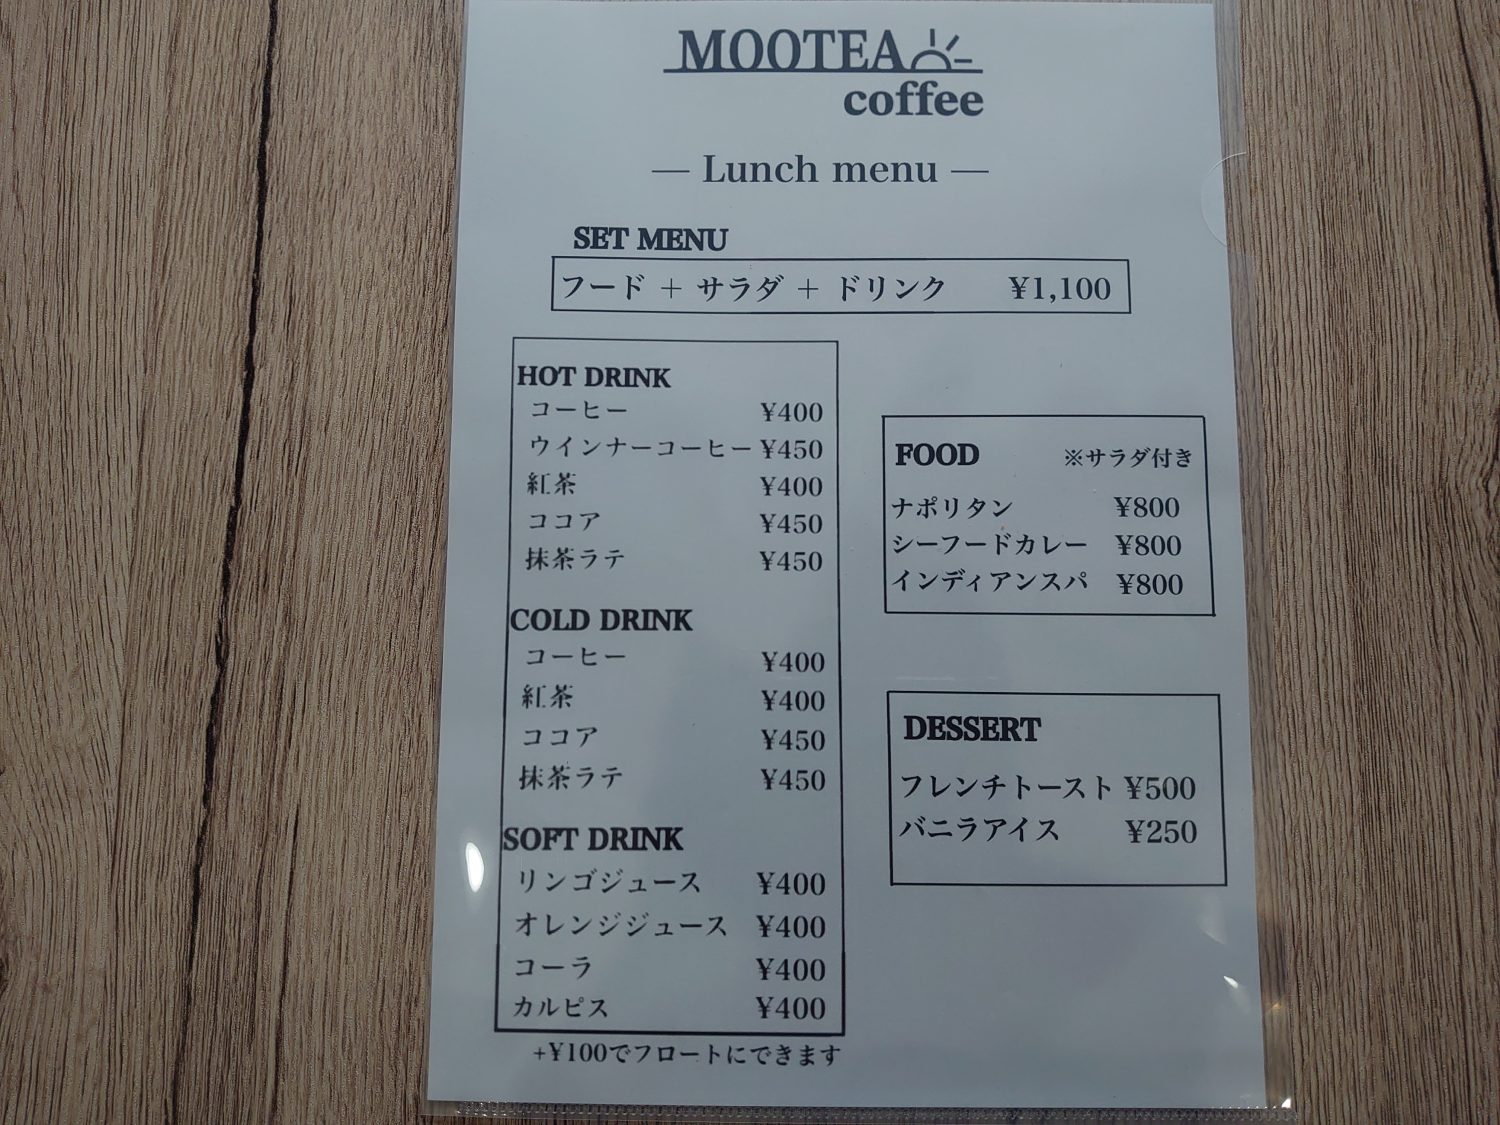 MOOTEA
coffee
— Lunch menu —
SET MENU
フード ＋ サラダ ＋ ドリンク ¥1,100
HOT DRINK
コーヒー ¥400
ウインナーコーヒー ¥450
紅茶 ¥400
ココア ¥450
抹茶ラテ ¥450
COLD DRINK
コーヒー ¥400
紅茶 ¥400
ココア ¥450
抹茶ラテ ¥450
SOFT DRINK
リンゴジュース ¥400
オレンジジュース ¥400
コーラ ¥400
カルピス ¥400
+¥100でフロートにできます
FOOD ※サラダ付き
ナポリタン ¥800
シーフードカレー ¥800
インディアンスパ ¥800
DESSERT
フレンチトースト ¥500
バニラアイス ¥250